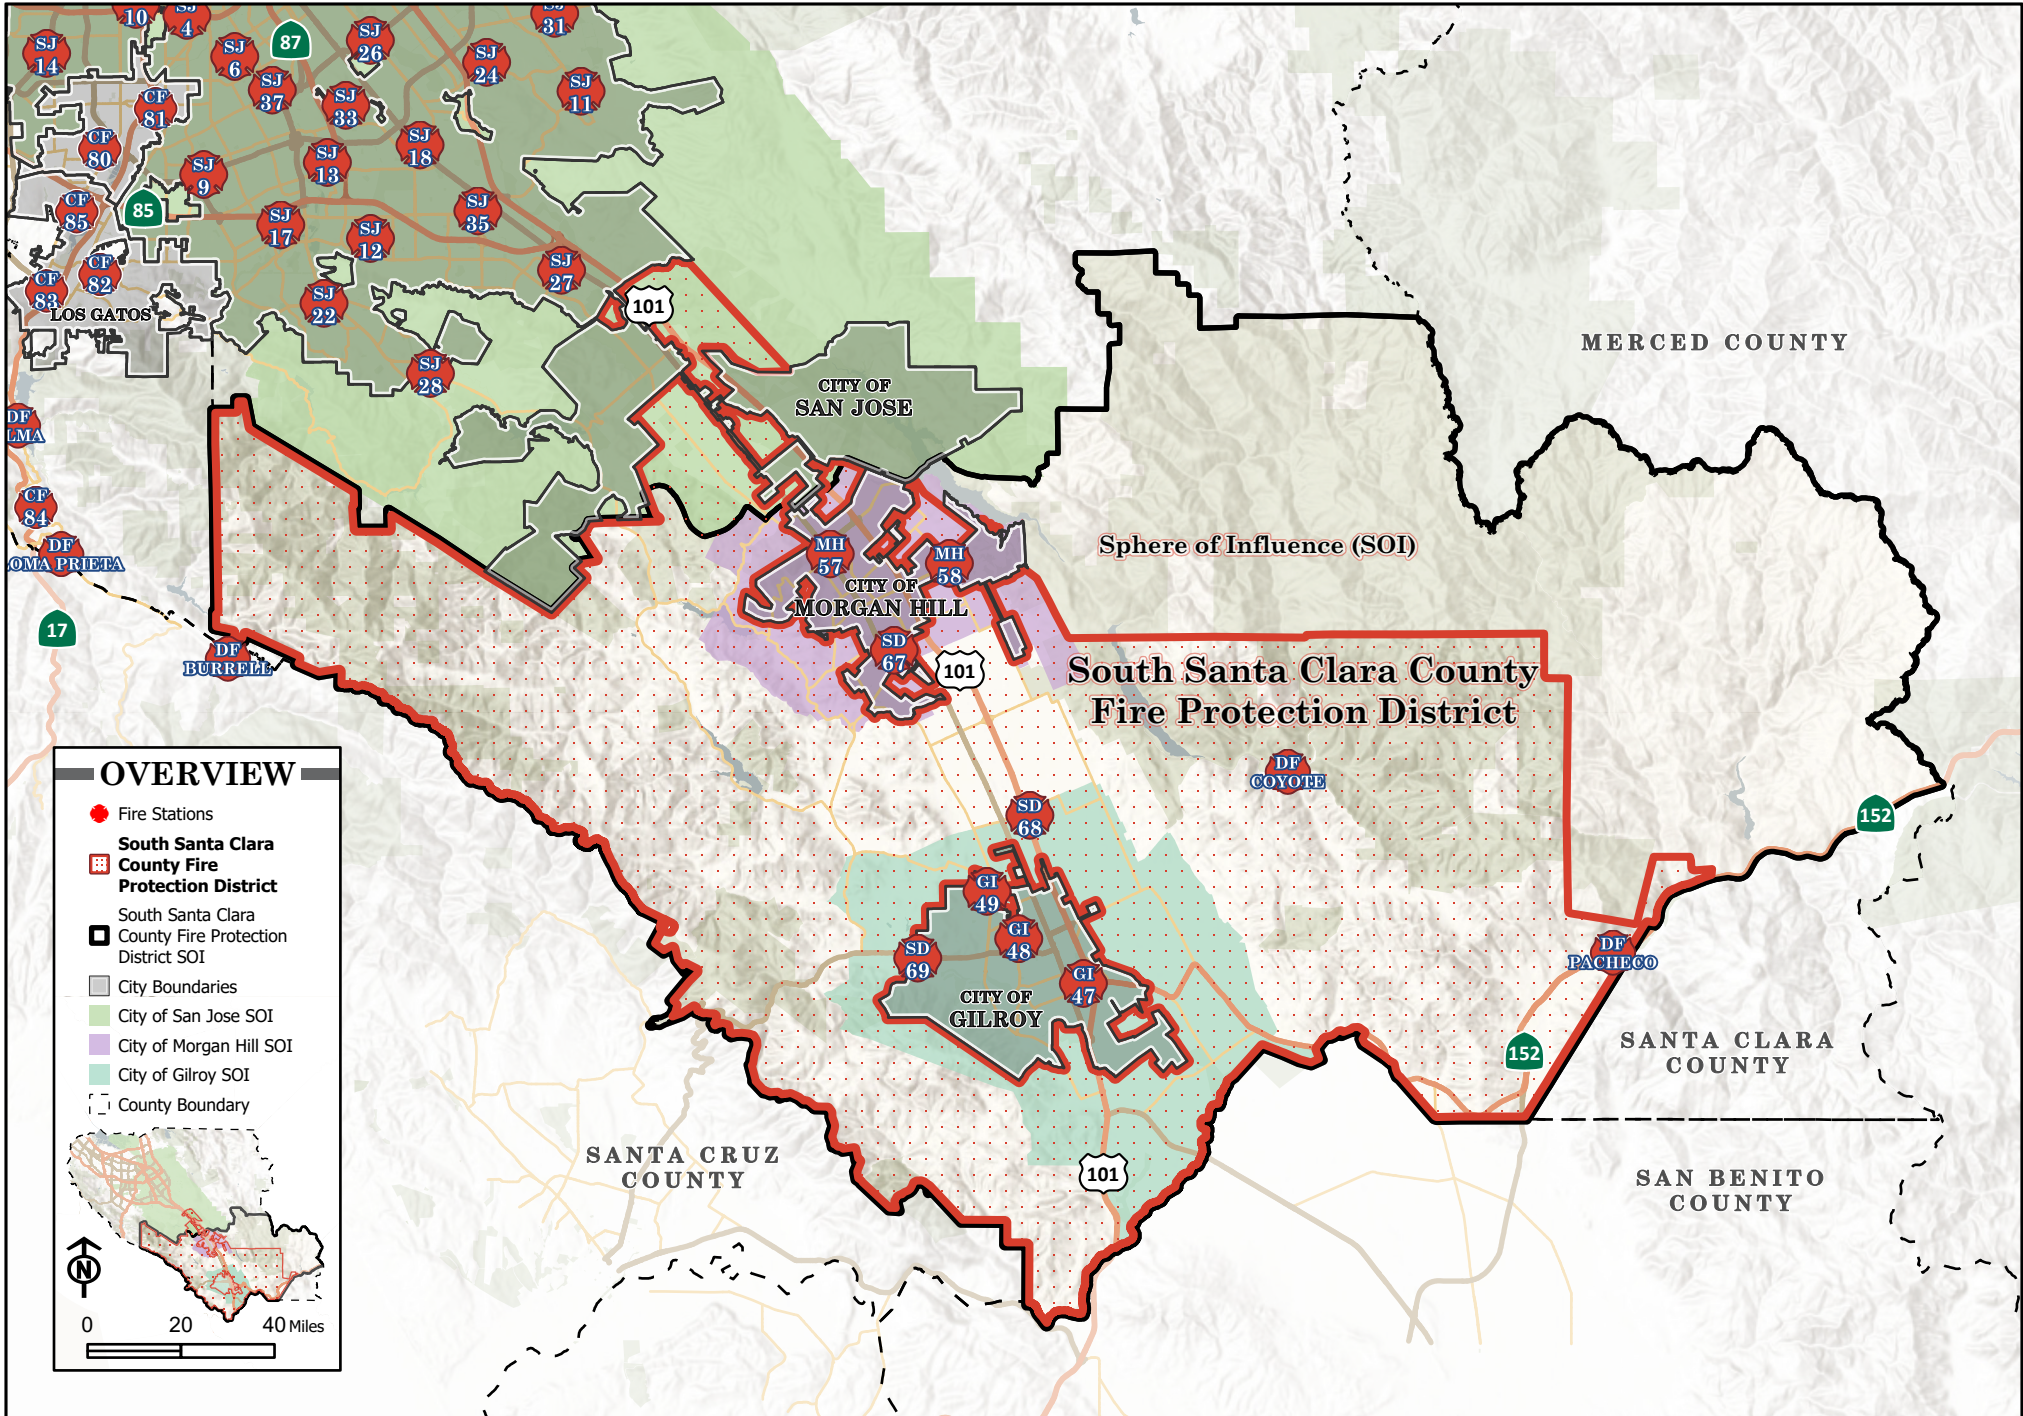 10
SJ
4
SJ
31
SJ
14
SJ
6
87
SJ
26
SJ
24
SJ
37
SJ
33
SJ
11
CF
81
CF
80
SJ
18
SJ
13
SJ
9
CF
85
85
SJ
17
SJ
12
SJ
35
CF
82
CF
83
SJ
27
SJ
22
LOS GATOS
101
SJ
28
MERCED COUNTY
CITY OF
SAN JOSE
DF
LMA
CF
84
DF
OMA PRIETA
Sphere of Influence (SOI)
MH
57
MH
58
CITY OF
MORGAN HILL
17
DF
BURRELL
SD
67
101
South Santa Clara County
Fire Protection District
DF
COYOTE
SD
68
152
GI
49
GI
48
SD
69
GI
47
DF
PACHECO
CITY OF
GILROY
152
SANTA CLARA
COUNTY
SANTA CRUZ
COUNTY
101
SAN BENITO
COUNTY
OVERVIEW
Fire Stations
South Santa Clara
County Fire
Protection District
South Santa Clara
County Fire Protection
District SOI
City Boundaries
City of San Jose SOI
City of Morgan Hill SOI
City of Gilroy SOI
County Boundary
N
0 20 40 Miles